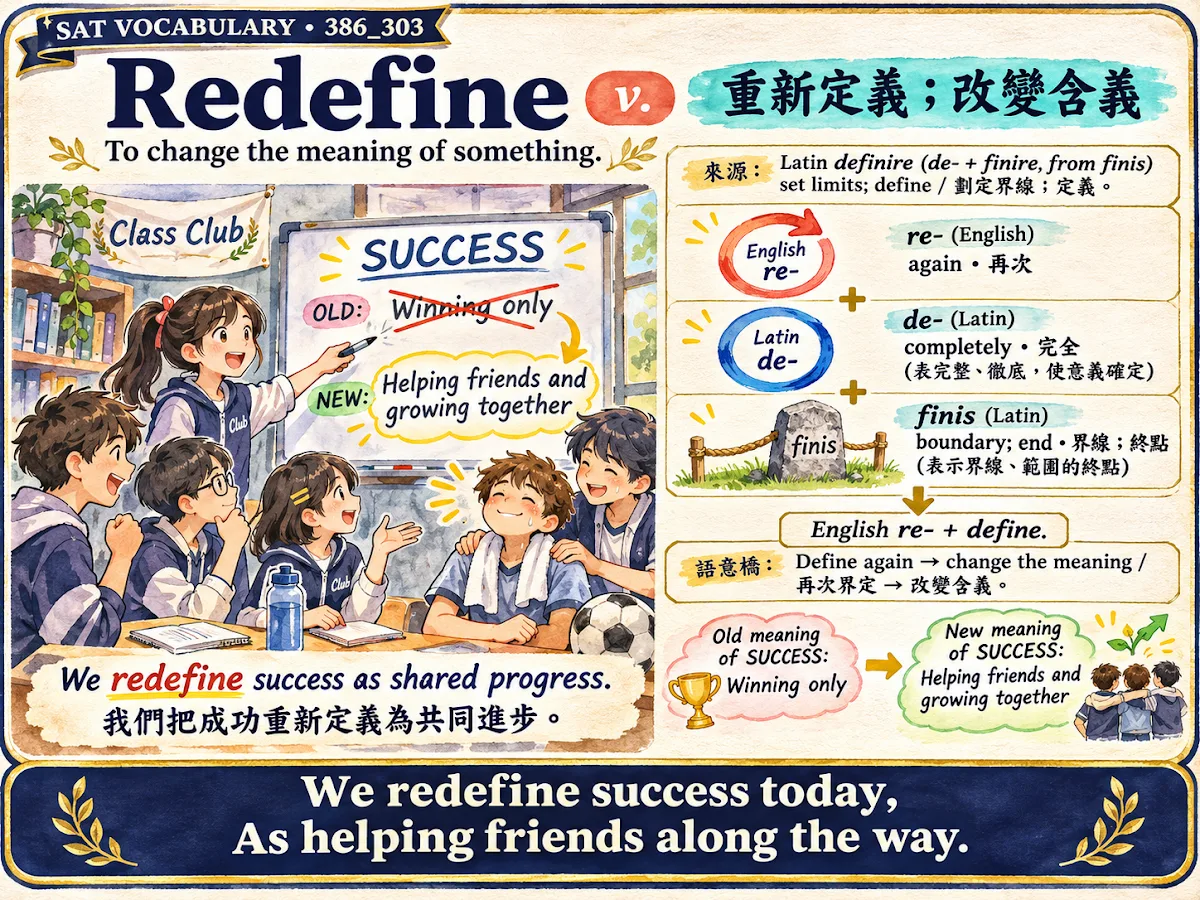 SAT VOCABULARY • 386_303
Redefine v.
重新定義；改變含義
To change the meaning of something.
Class Club
SUCCESS
OLD: Winning only
NEW: Helping friends and
growing together
Club
Club
We redefine success as shared progress.
我們把成功重新定義為共同進步。
來源： Latin definire (de- + finire, from finis)
set limits; define / 劃定界線；定義。
English
re-
re- (English)
again • 再次
+
Latin
de-
de- (Latin)
completely • 完全
(表完整、徹底，使意義確定)
+
finis
finis (Latin)
boundary; end • 界線；終點
(表示界線、範圍的終點)
English re- + define.
語意橋： Define again → change the meaning /
再次界定 → 改變含義。
Old meaning
of SUCCESS:
Winning only
New meaning
of SUCCESS:
Helping friends and
growing together
We redefine success today,
As helping friends along the way.